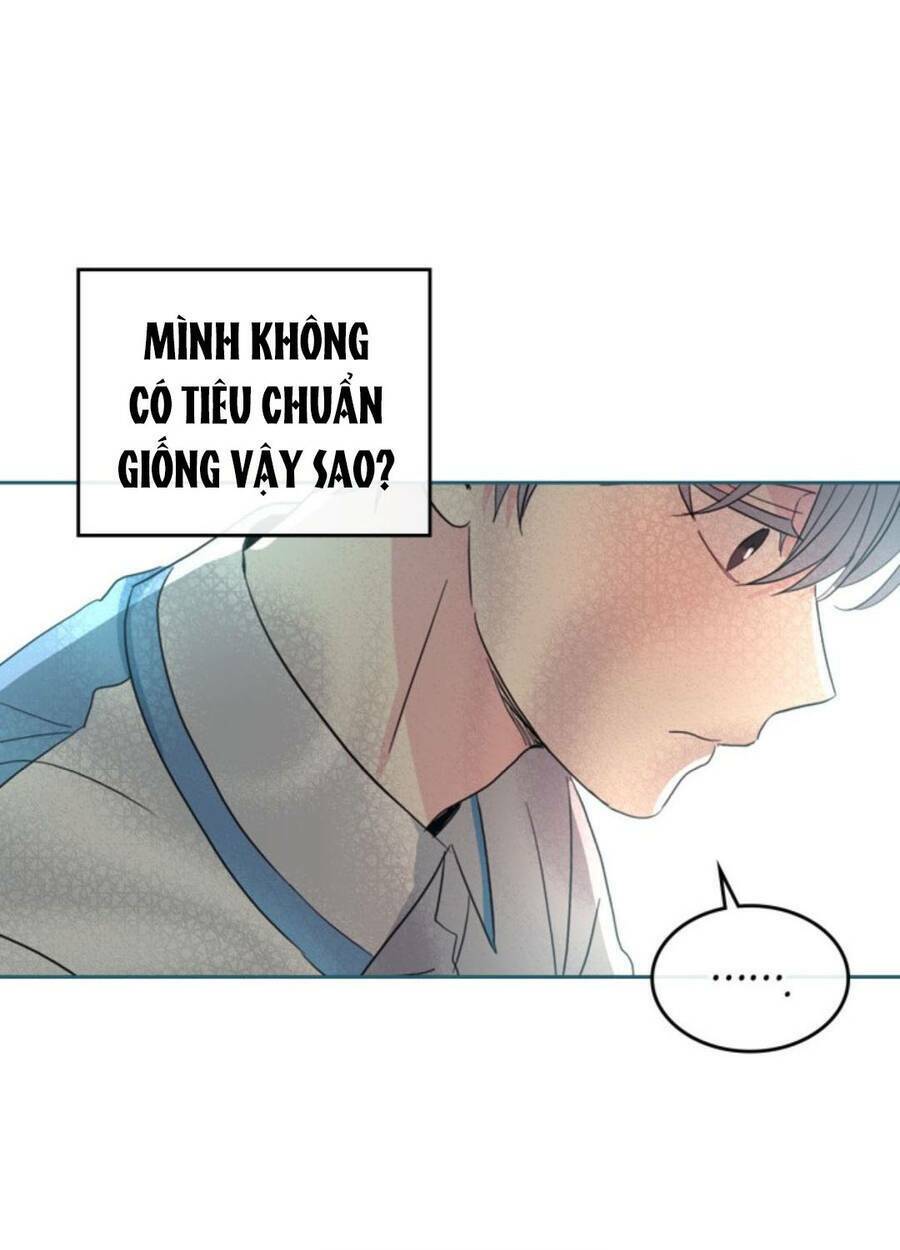 MÌNH KHÔNG
CÓ TIÊU CHUẨN
GIỐNG VẬY SAO?
.......